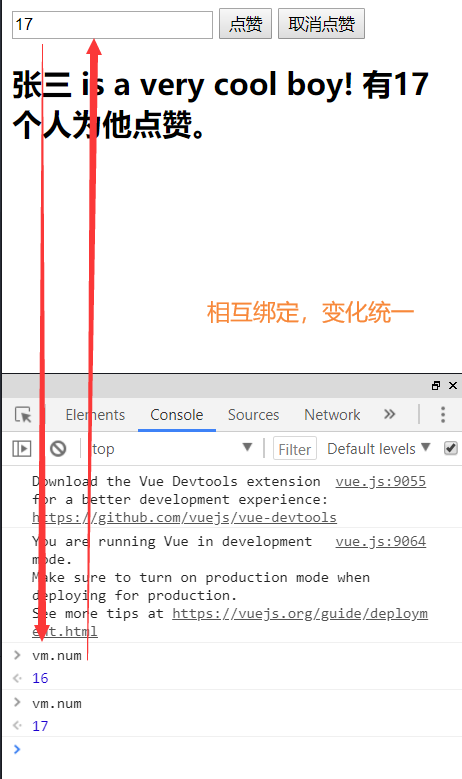 17 点赞 取消点赞
张三 is a very cool boy! 有17
个人为他点赞。
相互绑定，变化统一
Elements Console Sources Network
top Filter Default levels
Download the Vue Devtools extension vue.js:9055
for a better development experience:
https://github.com/vuejs/vue-devtools
You are running Vue in development vue.js:9064
mode.
Make sure to turn on production mode when
deploying for production.
See more tips at https://vuejs.org/guide/deploym
ent.html
vm.num
16
vm.num
17